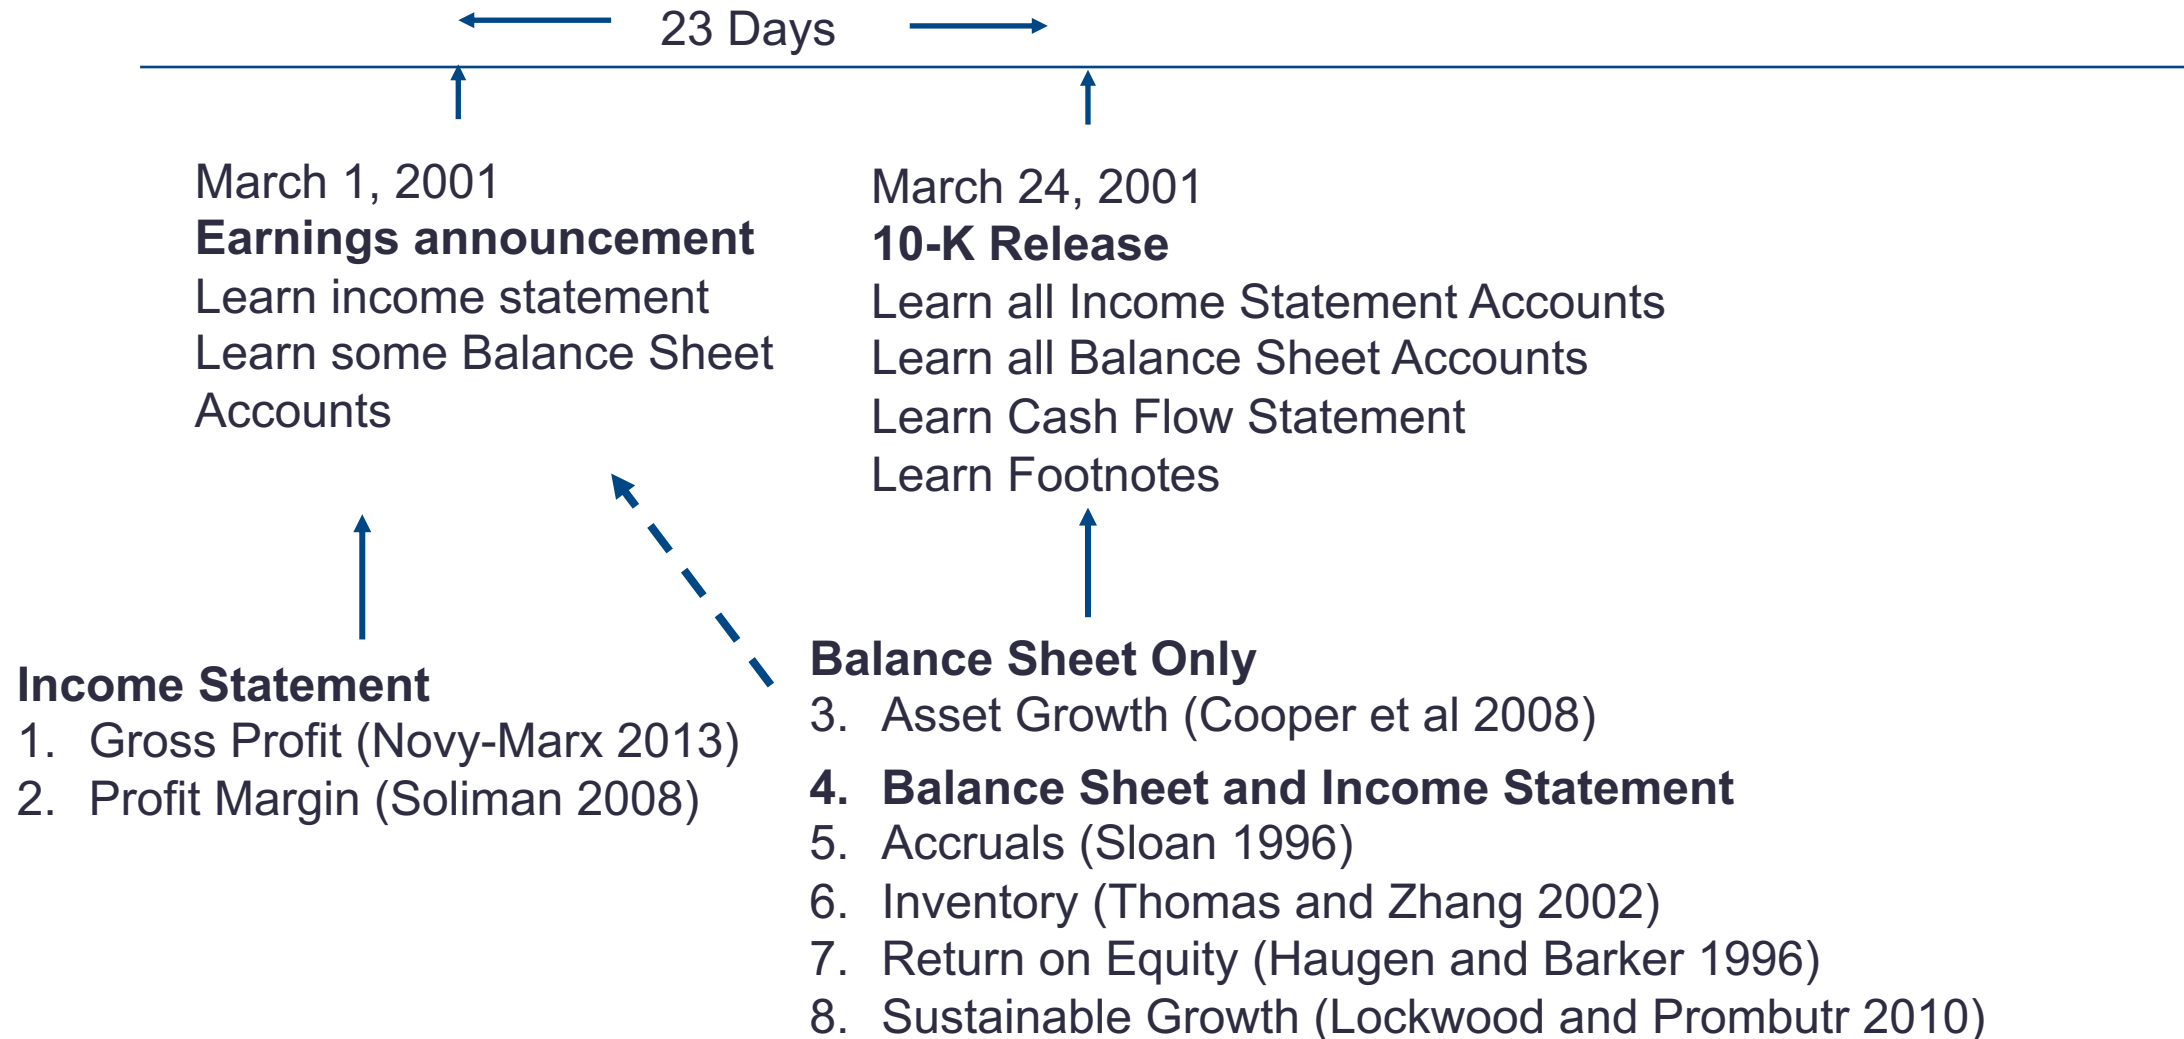 23 Days
March 1, 2001
Earnings announcement
Learn income statement
Learn some Balance Sheet
Accounts
March 24, 2001
10-K Release
Learn all Income Statement Accounts
Learn all Balance Sheet Accounts
Learn Cash Flow Statement
Learn Footnotes
Income Statement
1. Gross Profit (Novy-Marx 2013)
2. Profit Margin (Soliman 2008)
Balance Sheet Only
3. Asset Growth (Cooper et al 2008)
4. Balance Sheet and Income Statement
5. Accruals (Sloan 1996)
6. Inventory (Thomas and Zhang 2002)
7. Return on Equity (Haugen and Barker 1996)
8. Sustainable Growth (Lockwood and Prombutr 2010)